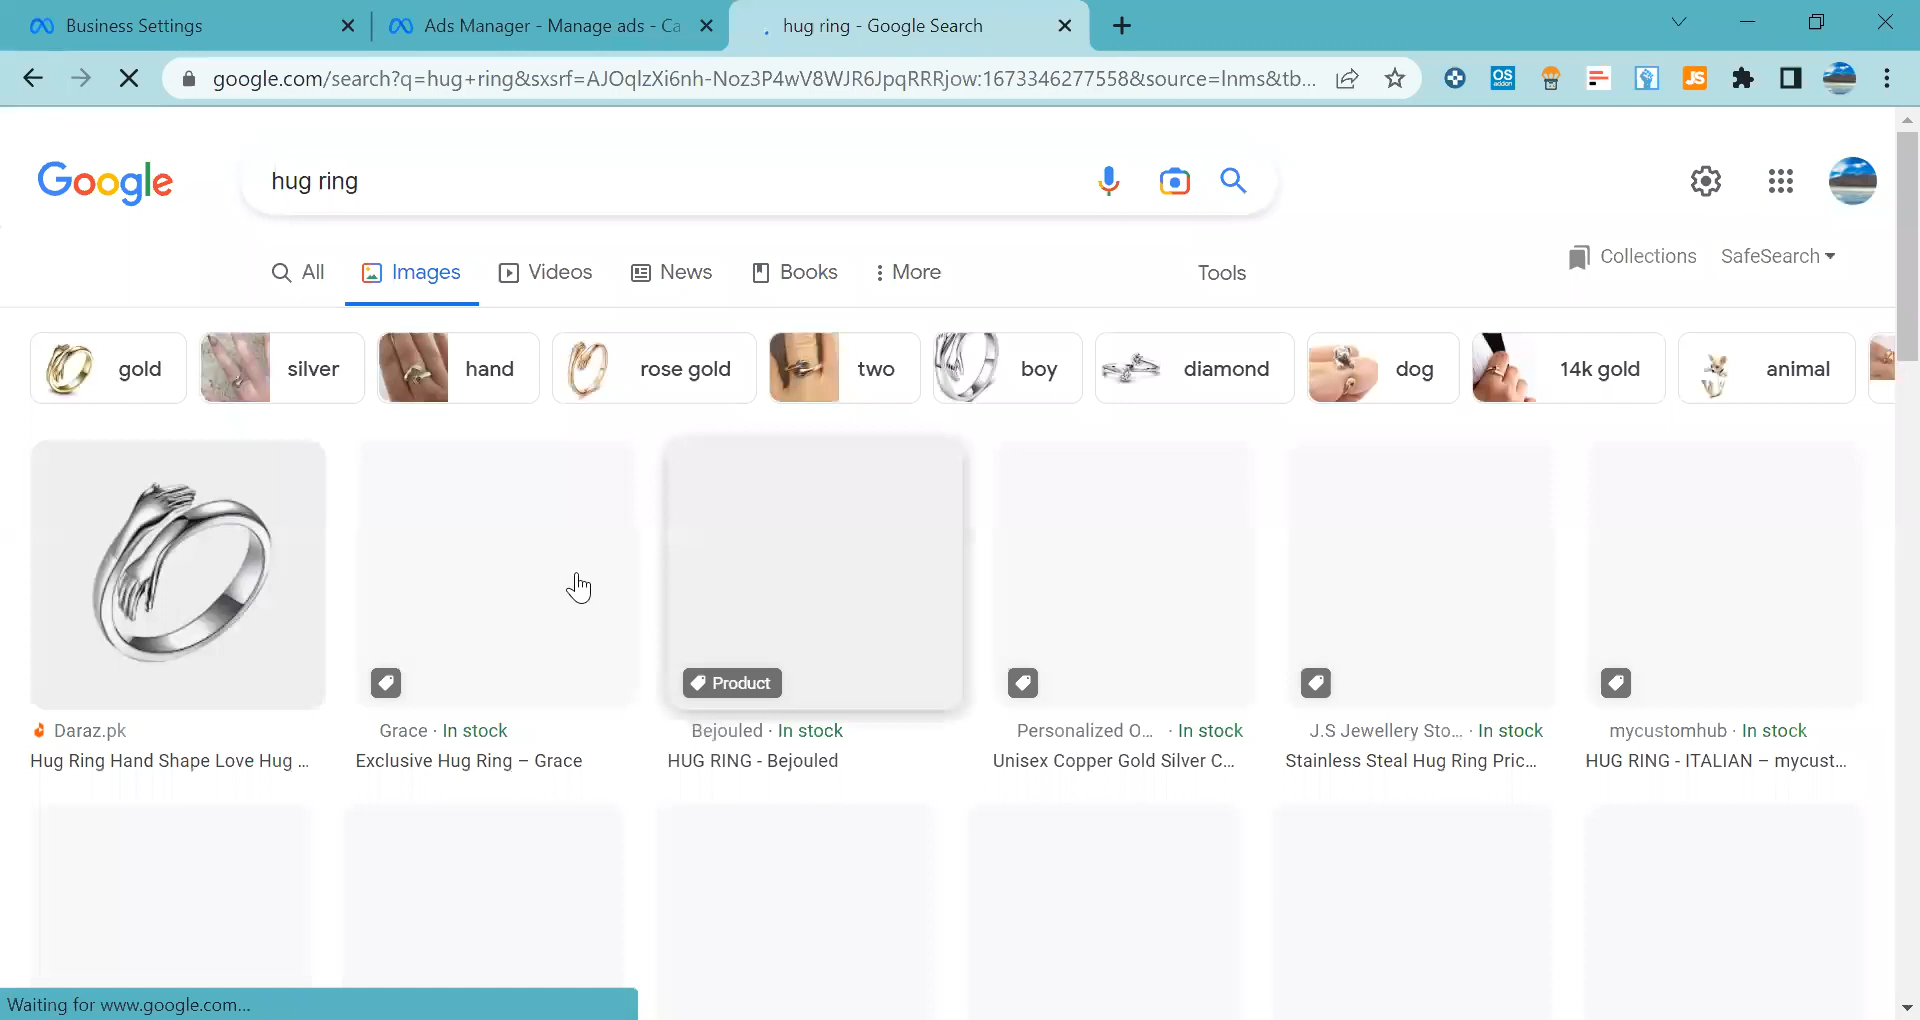 Business Settings
Ads Manager - Manage ads - Ca
hug ring - Google Search
google.com/search?q=hug+ring&sxsrf=AJOqlzXi6nh-Noz3P4wV8WJR6JpqRRRjow:1673346277558&source=lnms&tb...
OS
addon
JS
Google
hug ring
All
Images
Videos
News
Books
More
Tools
Collections
SafeSearch
gold
silver
hand
rose gold
two
boy
diamond
dog
14k gold
animal
Product
Daraz.pk
Grace · In stock
Bejouled · In stock
Personalized O... · In stock
J.S Jewellery Sto... · In stock
mycustomhub · In stock
Hug Ring Hand Shape Love Hug ...
Exclusive Hug Ring – Grace
HUG RING - Bejouled
Unisex Copper Gold Silver C...
Stainless Steal Hug Ring Pric...
HUG RING - ITALIAN – mycust...
Waiting for www.google.com...